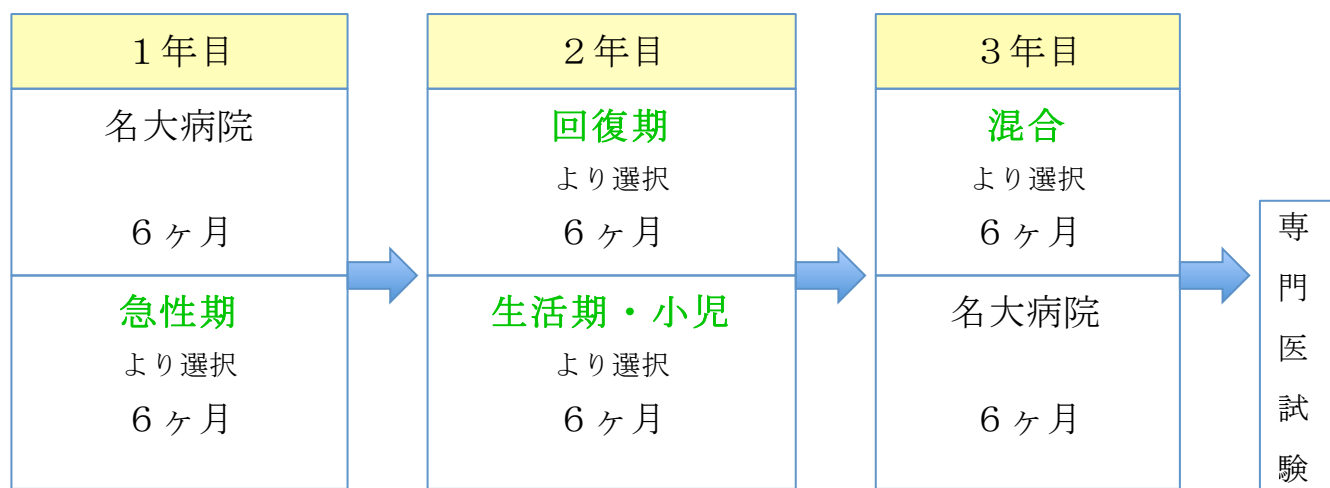 １年目
名大病院
６ヶ月
急性期
より選択
６ヶ月
２年目
回復期
より選択
６ヶ月
生活期・小児
より選択
６ヶ月
３年目
混合
より選択
６ヶ月
名大病院
６ヶ月
専門医試験